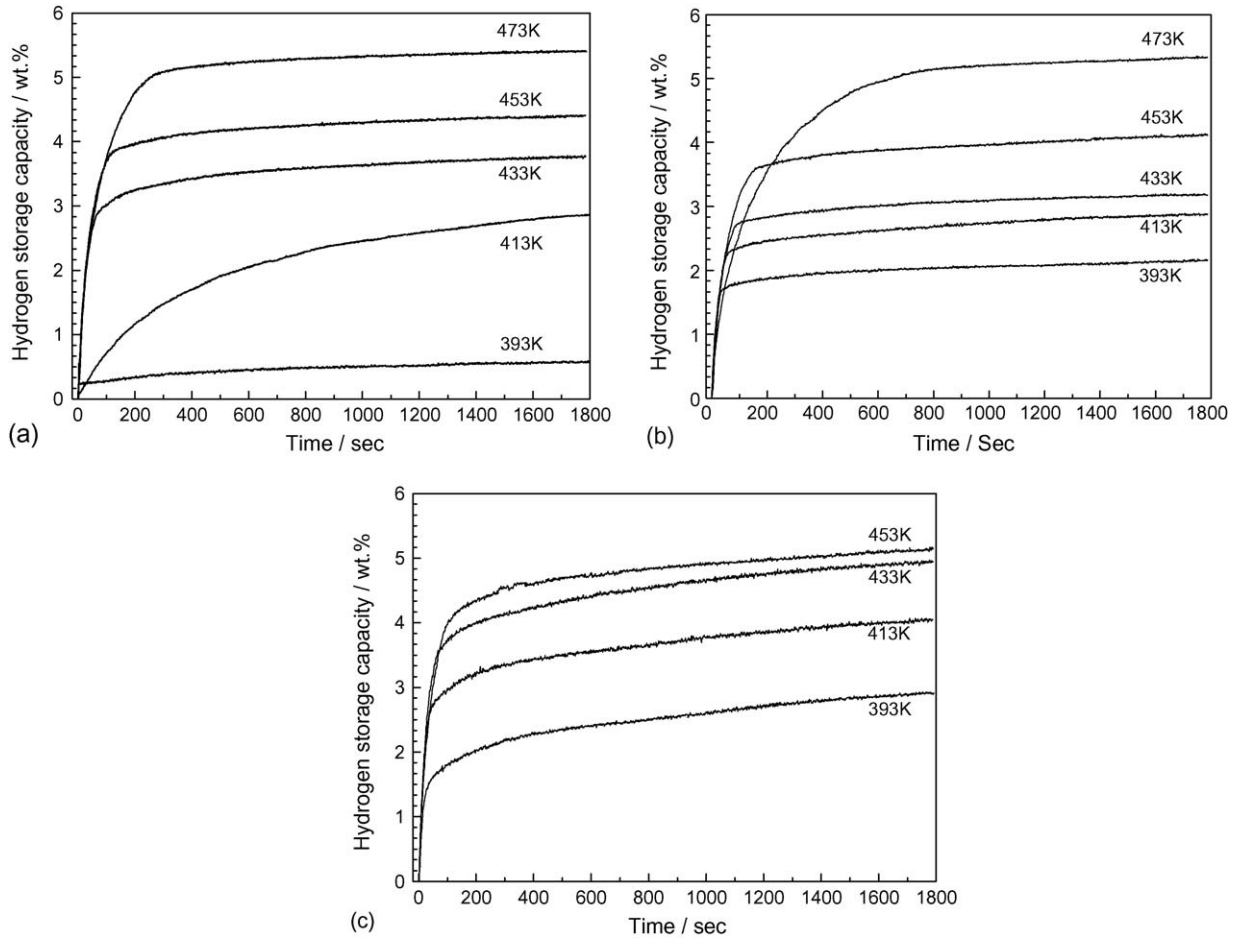 Hydrogen storage capacity / wt.%
6
5
4
3
2
1
0
473K
453K
433K
413K
393K
0 200 400 600 800 1000 1200 1400 1600 1800
Time / sec
(a)
Hydrogen storage capacity / wt.%
6
5
4
3
2
1
0
473K
453K
433K
413K
393K
0 200 400 600 800 1000 1200 1400 1600 1800
Time / Sec
(b)
Hydrogen storage capacity / wt.%
6
5
4
3
2
1
0
453K
433K
413K
393K
0 200 400 600 800 1000 1200 1400 1600 1800
Time / sec
(c)